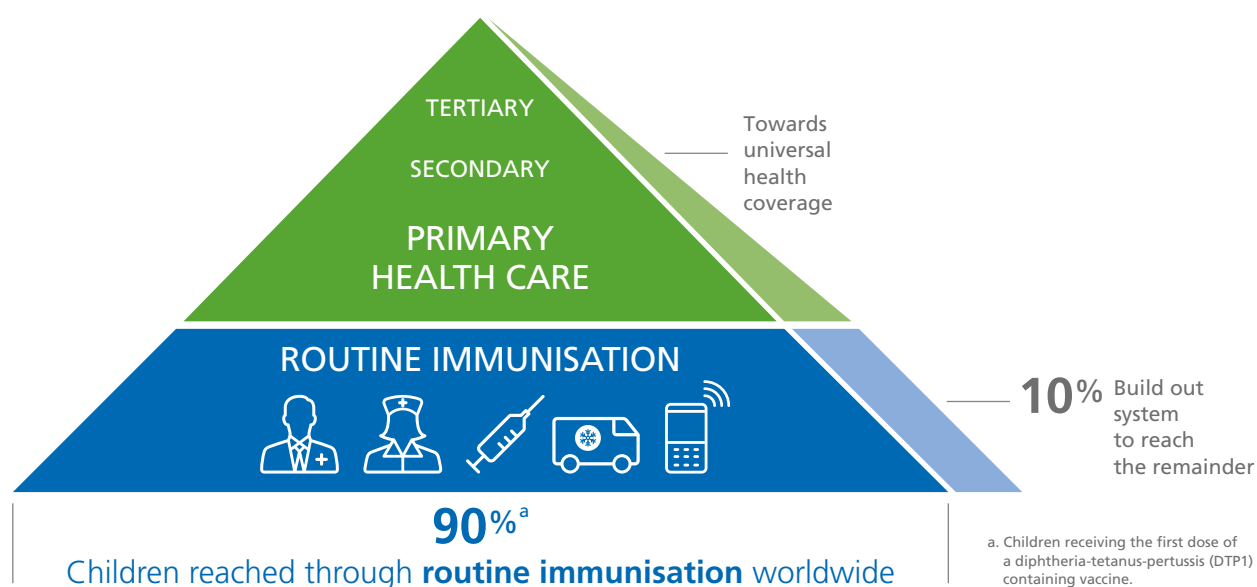 TERTIARY
SECONDARY
PRIMARY
HEALTH CARE
Towards
universal
health
coverage
ROUTINE IMMUNISATION
10% Build out
system
to reach
the remainder
90%ᵃ
Children reached through routine immunisation worldwide
a. Children receiving the first dose of
a diphtheria-tetanus-pertussis (DTP1)
containing vaccine.